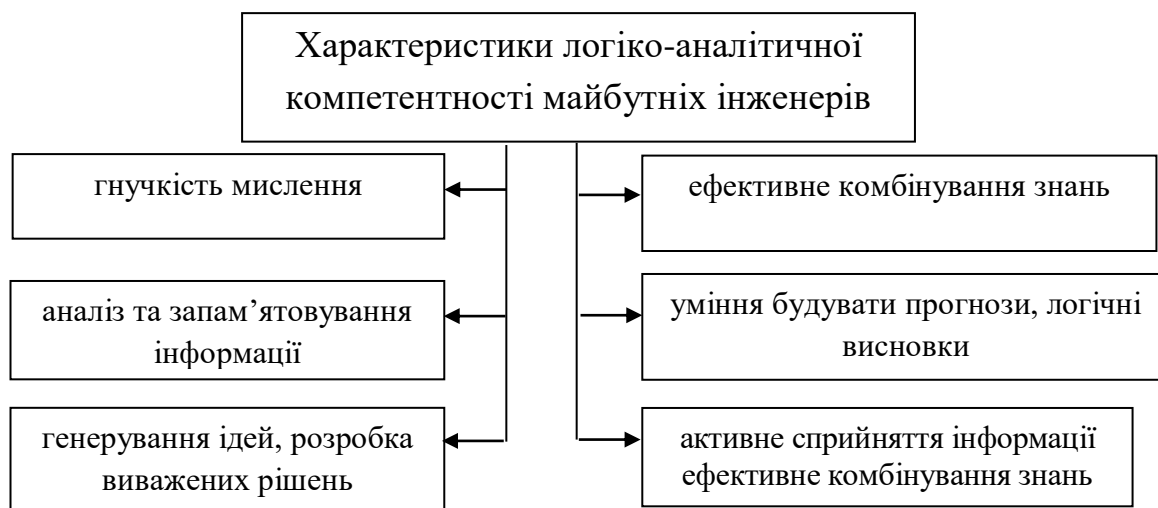 Характеристики логіко-аналітичної
компетентності майбутніх інженерів
гнучкість мислення
ефективне комбінування знань
аналіз та запам’ятовування
інформації
уміння будувати прогнози, логічні
висновки
генерування ідей, розробка
виважених рішень
активне сприйняття інформації
ефективне комбінування знань